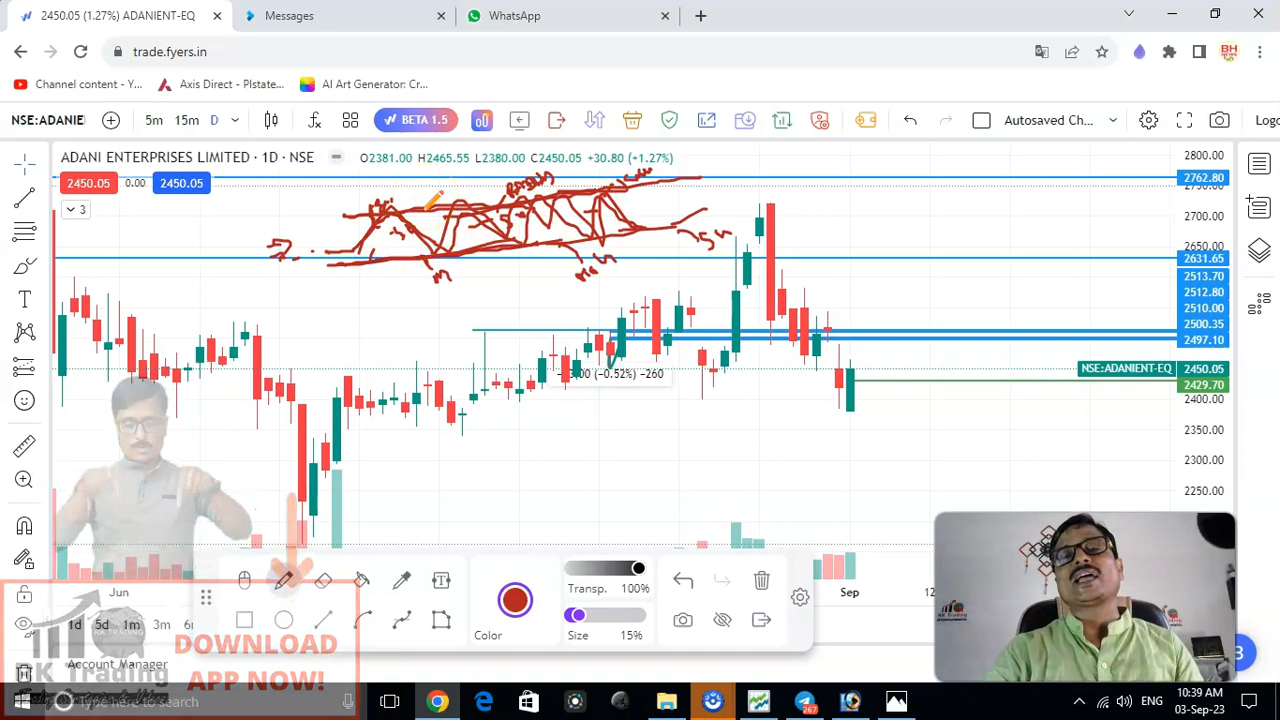 2450.05 (1.27%) ADANIENT-EQ
Messages
WhatsApp
trade.fyers.in
Channel content - Y...
Axis Direct - Plstate...
AI Art Generator: Cr...
NSE:ADANIE
5m 15m D
BETA 1.5
Autosaved Ch...
ADANI ENTERPRISES LIMITED · 1D · NSE
O2381.00 H2465.55 L2380.00 C2450.05 +30.80 (+1.27%)
2450.05 0.00 2450.05
3
2800.00
2762.80
2700.00
2650.00
2631.65
2513.70
2512.80
2510.00
2500.35
2497.10
NSE:ADANIENT-EQ 2450.05
2429.70
2400.00
2350.00
2300.00
2250.00
(−0.52%) −260
Jun
Sep
12
Transp. 100%
Color
Size 15%
1d 5d 1m 3m
Account Manager
RK TRADING
RK Trading
DOWNLOAD
APP NOW!
Type here to search
267
ENG
10:39 AM
03-Sep-23